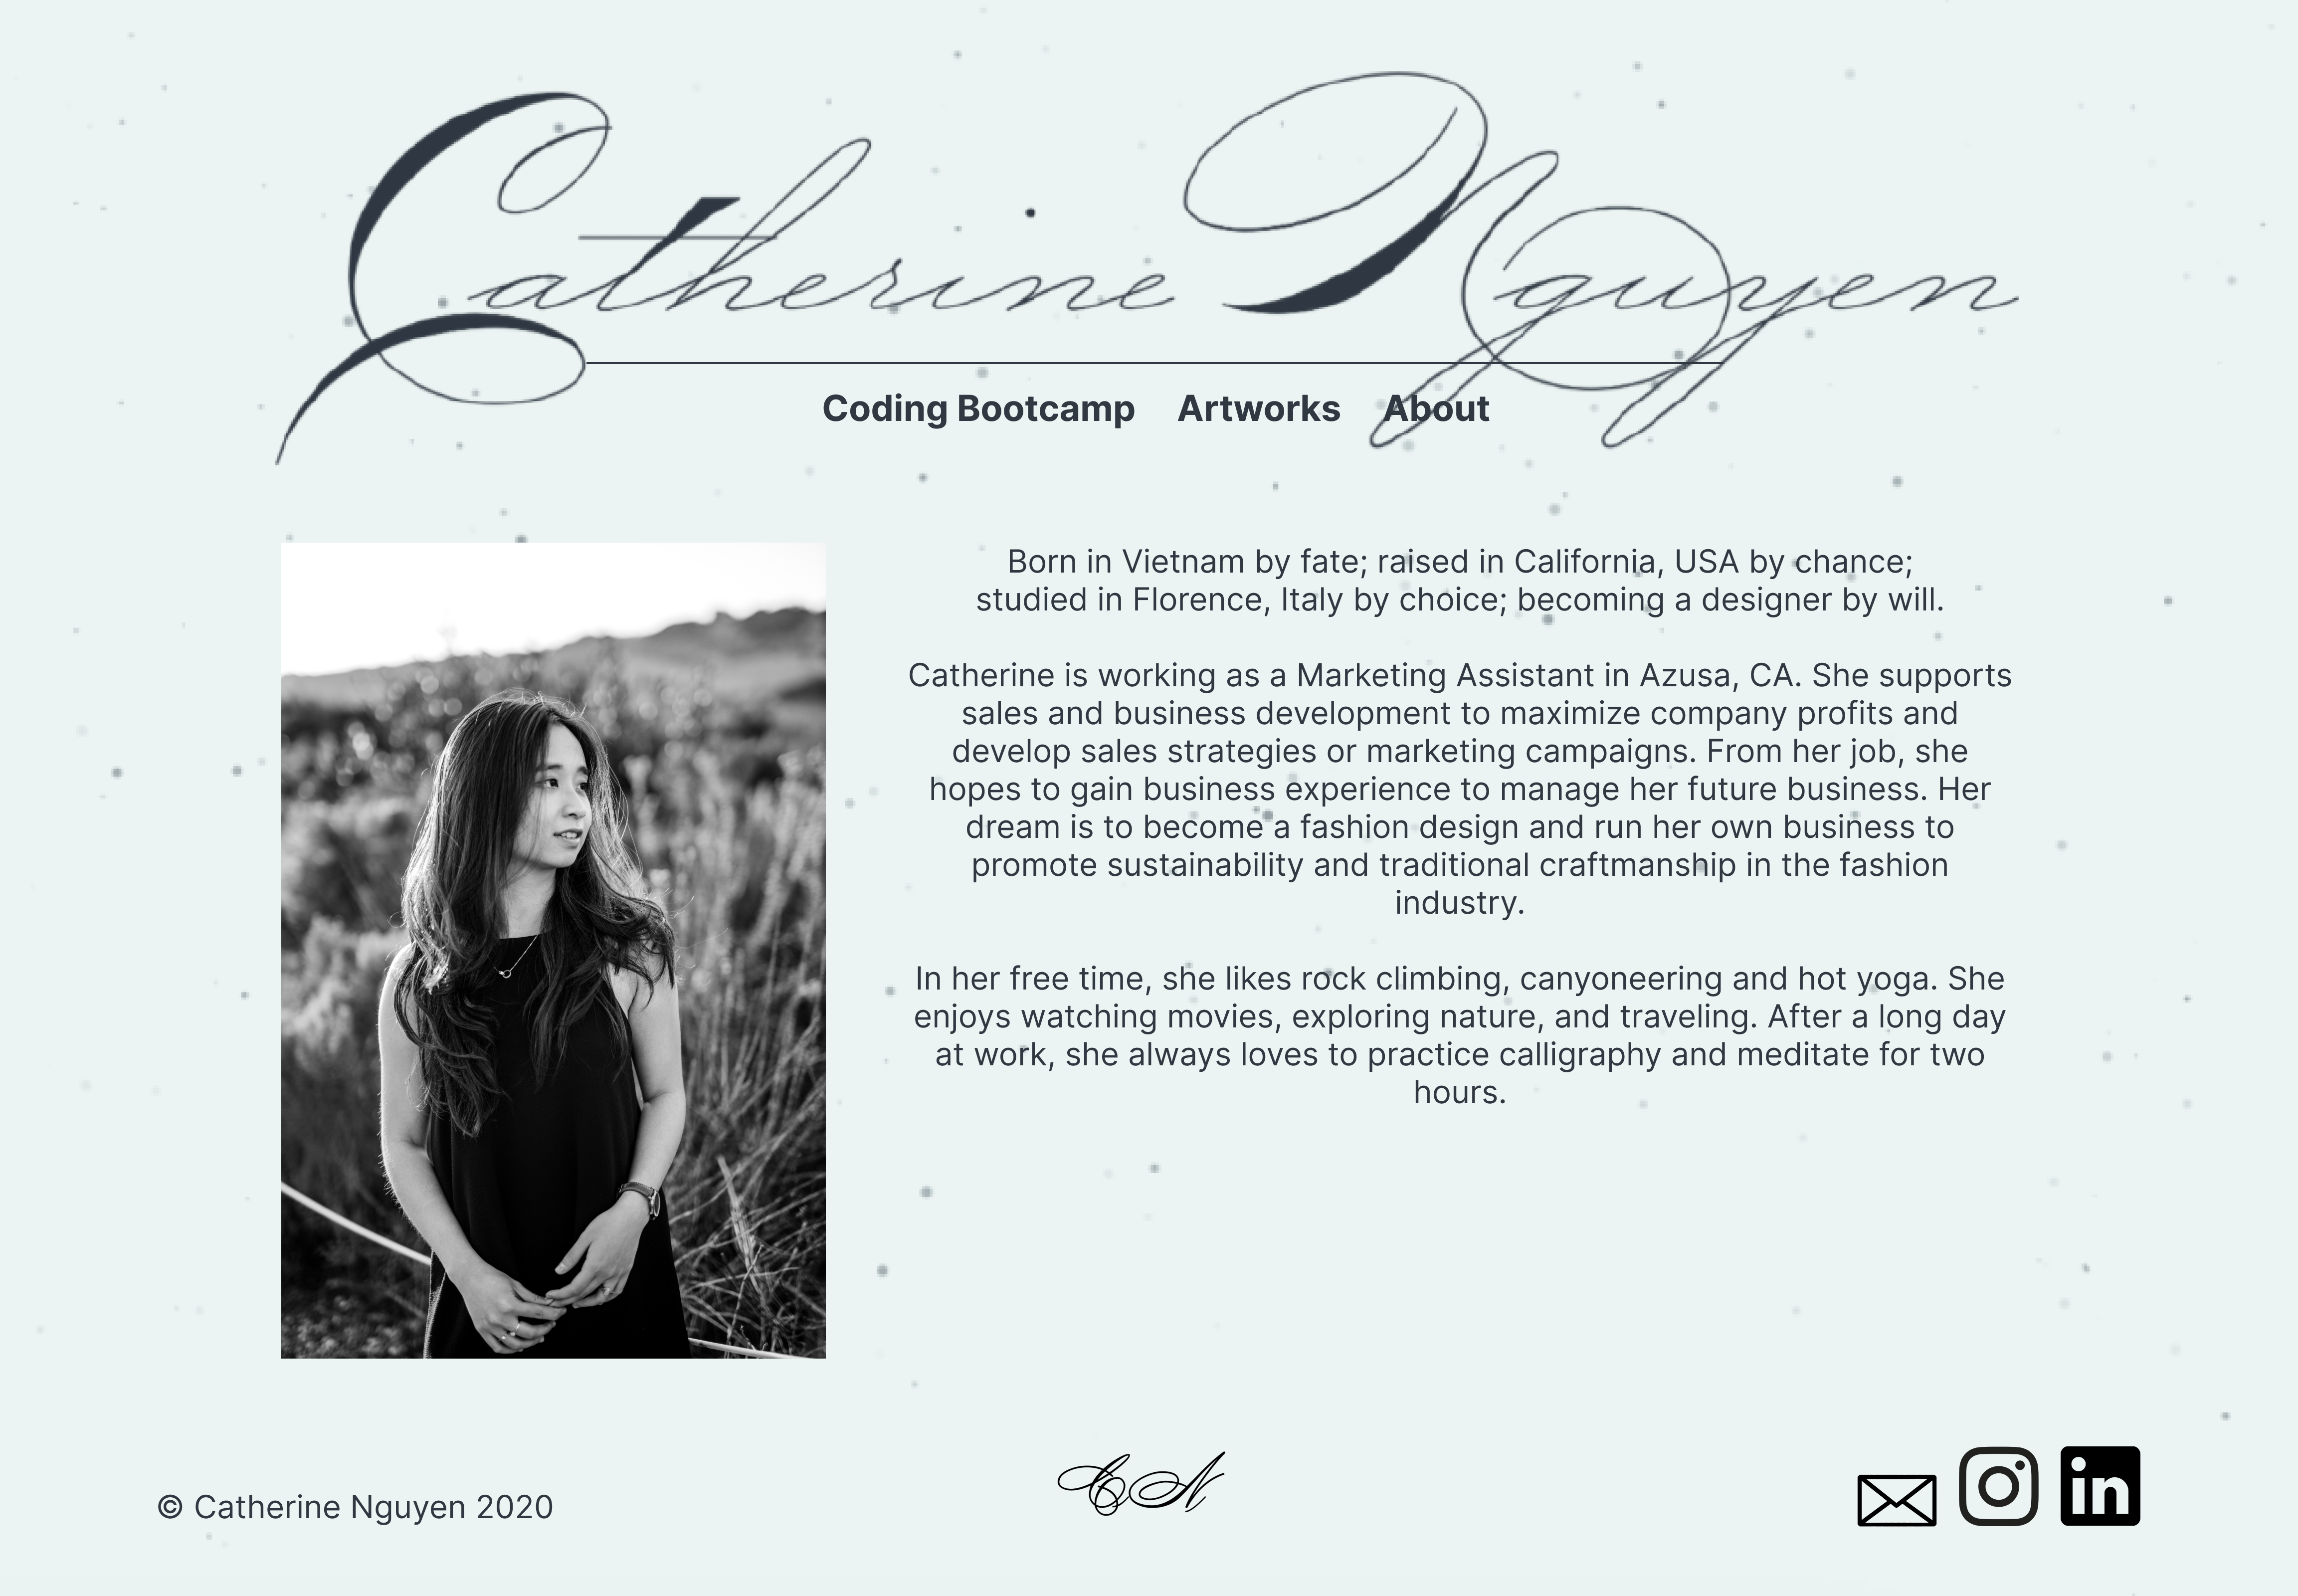 Catherine Nguyen
Coding Bootcamp Artworks About
Born in Vietnam by fate; raised in California, USA by chance;
studied in Florence, Italy by choice; becoming a designer by will.
Catherine is working as a Marketing Assistant in Azusa, CA. She supports
sales and business development to maximize company profits and
develop sales strategies or marketing campaigns. From her job, she
hopes to gain business experience to manage her future business. Her
dream is to become a fashion design and run her own business to
promote sustainability and traditional craftmanship in the fashion
industry.
In her free time, she likes rock climbing, canyoneering and hot yoga. She
enjoys watching movies, exploring nature, and traveling. After a long day
at work, she always loves to practice calligraphy and meditate for two
hours.
© Catherine Nguyen 2020
CN
in